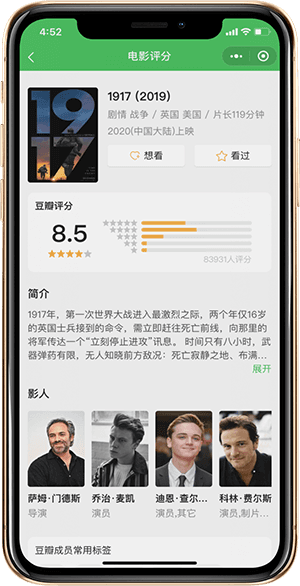 4:52
电影评分
19
17
1917 (2019)
剧情 战争 / 英国 美国 / 片长119分钟
2020(中国大陆)上映
想看
看过
豆瓣评分
8.5
83931人评分
简介
1917年，第一次世界大战进入最激烈之际，两个年仅16岁
的英国士兵接到的命令，需立即赶往死亡前线，向那里的
将军传达一个“立刻停止进攻”讯息。 时间只有八小时，武
器弹药有限，无人知晓前方敌况：死亡寂静之地、布满...
展开
影人
萨姆·门德斯
乔治·麦凯
迪恩·查尔...
科林·费尔斯
导演
演员
演员,其它
演员,制片...
豆瓣成员常用标签